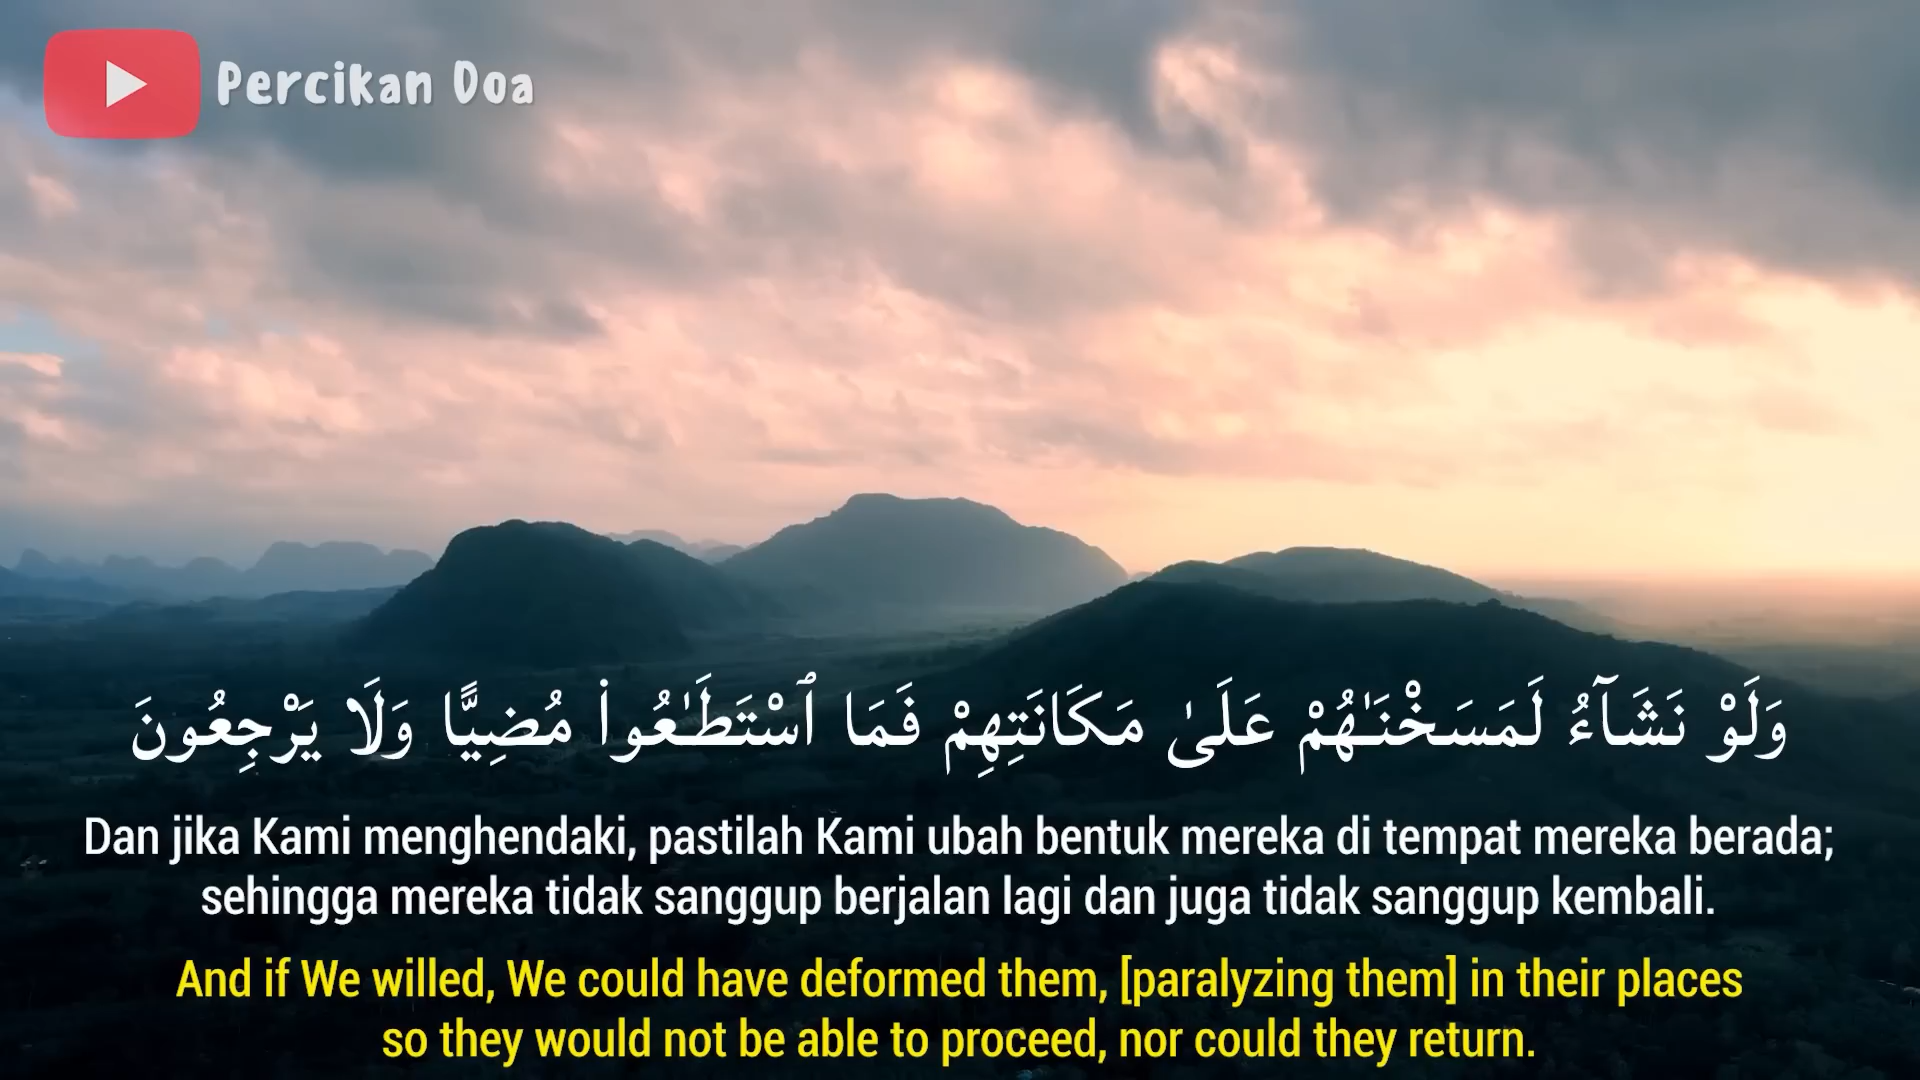 Percikan Doa
وَلَوْ نَشَآءُ لَمَسَخْنَـٰهُمْ عَلَىٰ مَكَانَتِهِمْ فَمَا ٱسْتَطَـٰعُوا۟ مُضِيًّا وَلَا يَرْجِعُونَ
Dan jika Kami menghendaki, pastilah Kami ubah bentuk mereka di tempat mereka berada;
sehingga mereka tidak sanggup berjalan lagi dan juga tidak sanggup kembali.
And if We willed, We could have deformed them, [paralyzing them] in their places
so they would not be able to proceed, nor could they return.